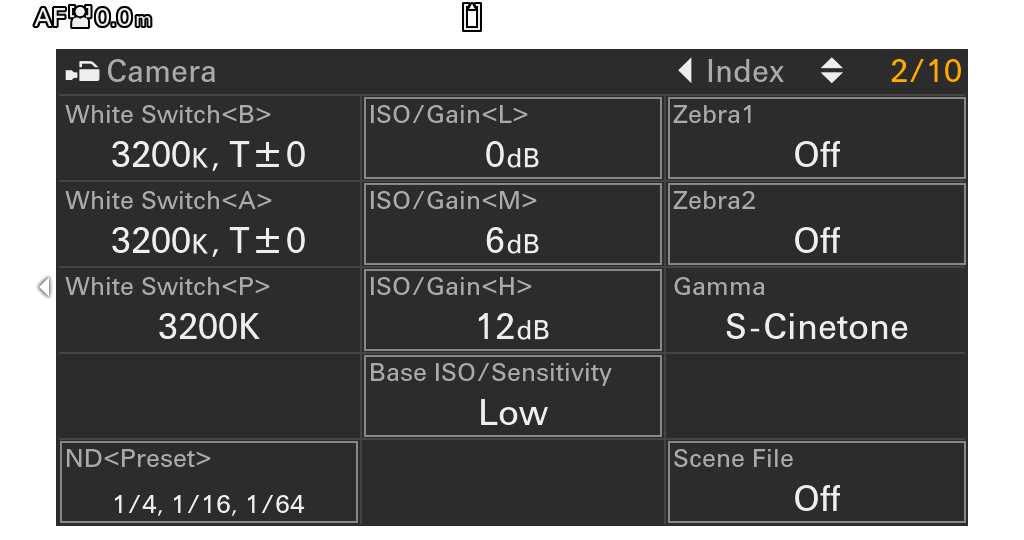 AF 0.0m
Camera Index 2/10
White Switch<B> ISO/Gain<L> Zebra1
3200K, T±0 0dB Off
White Switch<A> ISO/Gain<M> Zebra2
3200K, T±0 6dB Off
White Switch<P> ISO/Gain<H> Gamma
3200K 12dB S-Cinetone
Base ISO/Sensitivity
Low
ND<Preset> Scene File
1/4, 1/16, 1/64 Off